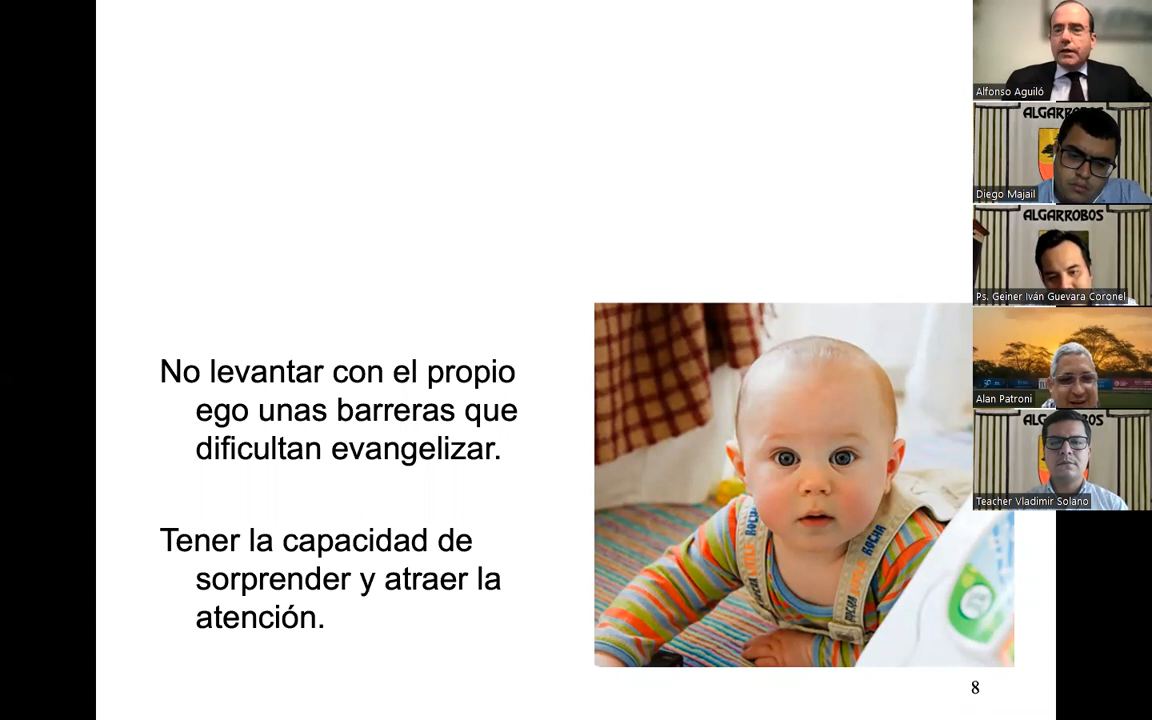 No levantar con el propio
ego unas barreras que
dificultan evangelizar.
Tener la capacidad de
sorprender y atraer la
atención.
8
Alfonso Aguiló
ALGARROBOS
Diego Majail
ALGARROBOS
Ps. Geiner Iván Guevara Coronel
Alan Patroni
Teacher Vladimir Solano